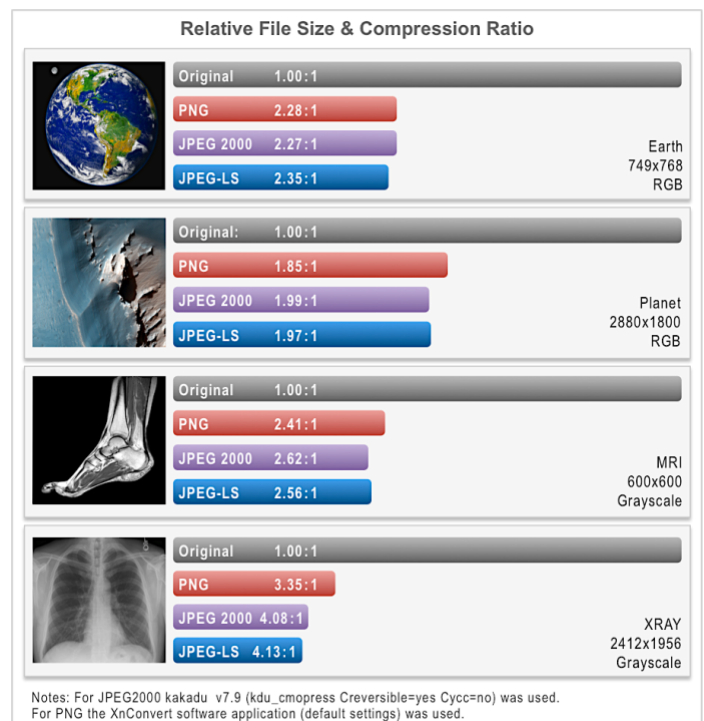 Relative File Size & Compression Ratio
Original 1.00:1
PNG 2.28:1
JPEG 2000 2.27:1
JPEG-LS 2.35:1
Earth
749x768
RGB
Original: 1.00:1
PNG 1.85:1
JPEG 2000 1.99:1
JPEG-LS 1.97:1
Planet
2880x1800
RGB
Original 1.00:1
PNG 2.41:1
JPEG 2000 2.62:1
JPEG-LS 2.56:1
MRI
600x600
Grayscale
Original 1.00:1
PNG 3.35:1
JPEG 2000 4.08:1
JPEG-LS 4.13:1
XRAY
2412x1956
Grayscale
Notes: For JPEG2000 kakadu v7.9 (kdu_cmopress Creversible=yes Cycc=no) was used.
For PNG the XnConvert software application (default settings) was used.